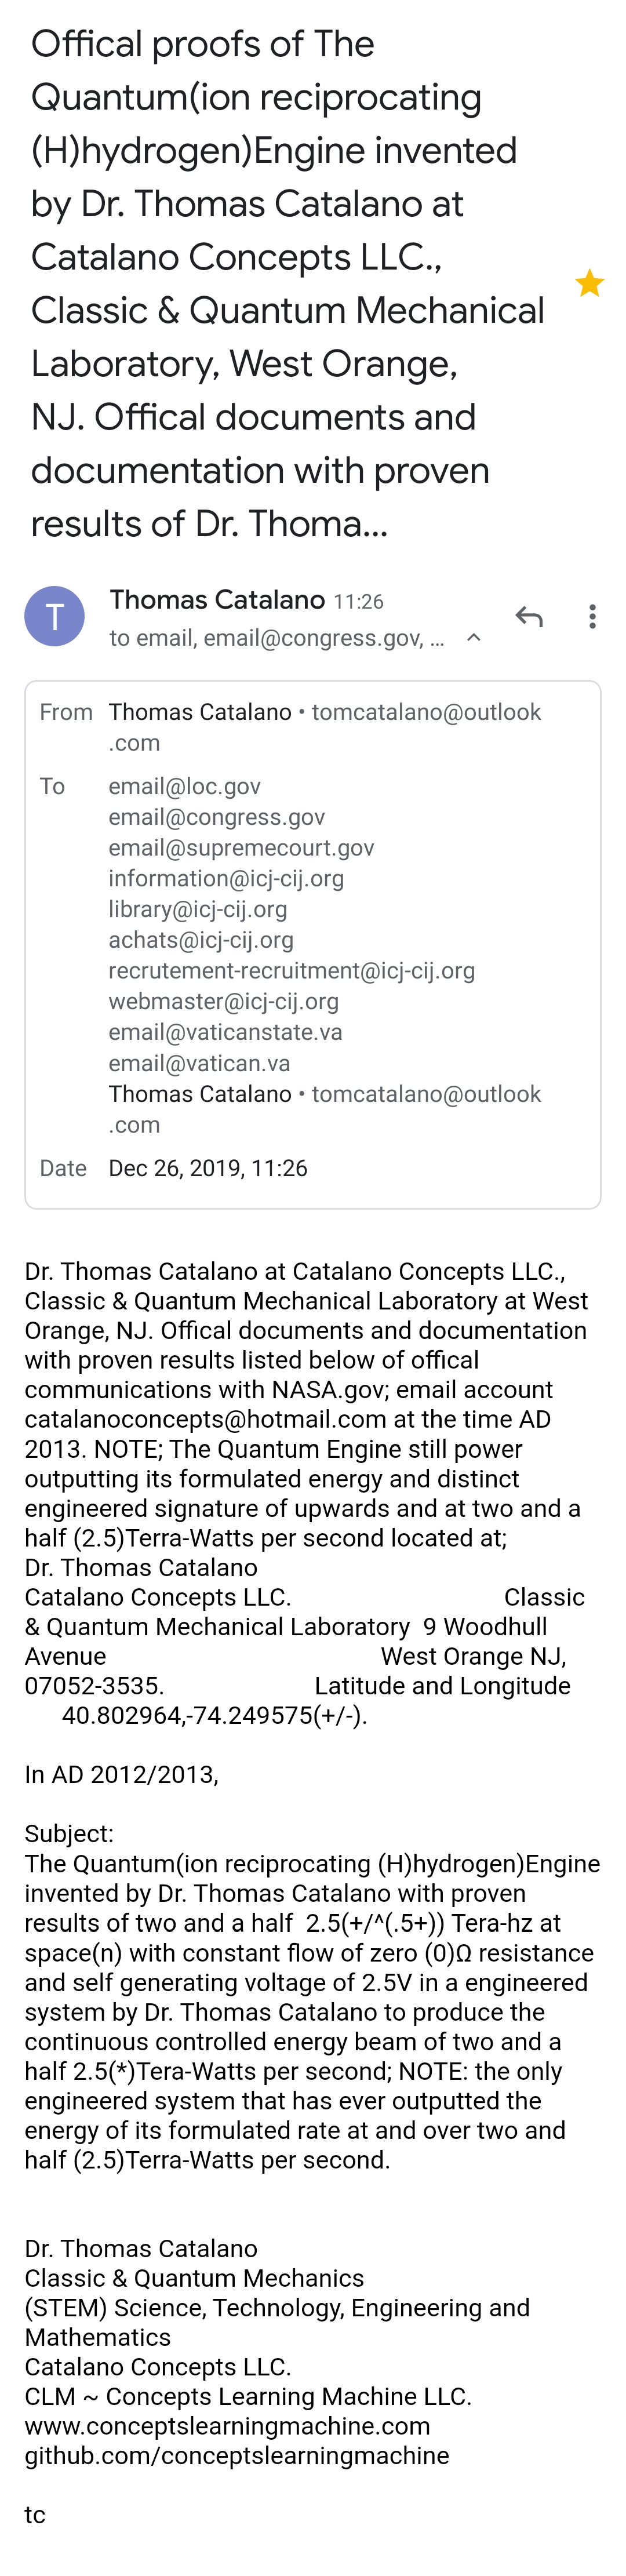 Offical proofs of The
Quantum(ion reciprocating
(H)hydrogen)Engine invented
by Dr. Thomas Catalano at
Catalano Concepts LLC.,
Classic & Quantum Mechanical
Laboratory, West Orange,
NJ. Offical documents and
documentation with proven
results of Dr. Thoma...
T
Thomas Catalano 11:26
to email, email@congress.gov, ...
From Thomas Catalano • tomcatalano@outlook
.com
To email@loc.gov
email@congress.gov
email@supremecourt.gov
information@icj-cij.org
library@icj-cij.org
achats@icj-cij.org
recrutement-recruitment@icj-cij.org
webmaster@icj-cij.org
email@vaticanstate.va
email@vatican.va
Thomas Catalano • tomcatalano@outlook
.com
Date Dec 26, 2019, 11:26
Dr. Thomas Catalano at Catalano Concepts LLC.,
Classic & Quantum Mechanical Laboratory at West
Orange, NJ. Offical documents and documentation
with proven results listed below of offical
communications with NASA.gov; email account
catalanoconcepts@hotmail.com at the time AD
2013. NOTE; The Quantum Engine still power
outputting its formulated energy and distinct
engineered signature of upwards and at two and a
half (2.5)Terra-Watts per second located at;
Dr. Thomas Catalano
Catalano Concepts LLC. Classic
& Quantum Mechanical Laboratory 9 Woodhull
Avenue West Orange NJ,
07052-3535. Latitude and Longitude
40.802964,-74.249575(+/-).
In AD 2012/2013,
Subject:
The Quantum(ion reciprocating (H)hydrogen)Engine
invented by Dr. Thomas Catalano with proven
results of two and a half 2.5(+/^(.5+)) Tera-hz at
space(n) with constant flow of zero (0)Ω resistance
and self generating voltage of 2.5V in a engineered
system by Dr. Thomas Catalano to produce the
continuous controlled energy beam of two and a
half 2.5(*)Tera-Watts per second; NOTE: the only
engineered system that has ever outputted the
energy of its formulated rate at and over two and
half (2.5)Terra-Watts per second.
Dr. Thomas Catalano
Classic & Quantum Mechanics
(STEM) Science, Technology, Engineering and
Mathematics
Catalano Concepts LLC.
CLM ~ Concepts Learning Machine LLC.
www.conceptslearningmachine.com
github.com/conceptslearningmachine
tc